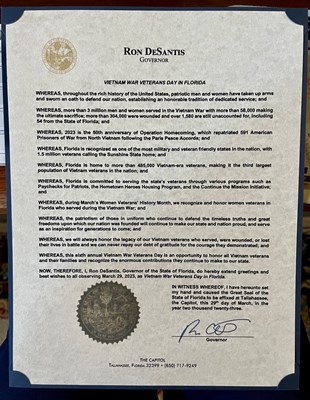 RON DESANTIS
GOVERNOR
VIETNAM WAR VETERANS DAY IN FLORIDA
WHEREAS, throughout the rich history of the United States, patriotic men and women have taken up arms
and sworn an oath to defend our nation, establishing an honorable tradition of dedicated service; and
WHEREAS, more than 3 million men and women served in the Vietnam War with more than 58,000 making
the ultimate sacrifice; more than 304,000 were wounded and over 1,580 are still unaccounted for, including
54 from the State of Florida; and
WHEREAS, 2023 is the 50th anniversary of Operation Homecoming, which repatriated 591 American
Prisoners of War from North Vietnam following the Paris Peace Accords; and
WHEREAS, Florida is recognized as one of the most military and veteran friendly states in the nation, with
1.5 million veterans calling the Sunshine State home; and
WHEREAS, Florida is home to more than 485,000 Vietnam-era veterans, making it the third largest
population of Vietnam veterans in the nation; and
WHEREAS, Florida is committed to serving the state's veterans through various programs such as
Paychecks for Patriots, the Hometown Heroes Housing Program, and the Continue the Mission Initiative;
and
WHEREAS, during March's Women Veterans' History Month, we recognize and honor women veterans in
Florida who served during the Vietnam War; and
WHEREAS, the patriotism of those in uniform who continue to defend the timeless truths and great
freedoms upon which our nation was founded will continue to make our state and nation proud, and serve
as an inspiration for generations to come; and
WHEREAS, we will always honor the legacy of our Vietnam veterans who served, were wounded, or lost
their lives in battle and we can never repay our debt of gratitude for the courage they demonstrated; and
WHEREAS, this sixth annual Vietnam War Veterans Day is an opportunity to honor all Vietnam veterans
and their families and recognize the enormous contributions they continue to make to our state.
NOW, THEREFORE, I, Ron DeSantis, Governor of the State of Florida, do hereby extend greetings and
best wishes to all observing March 29, 2023, as Vietnam War Veterans Day in Florida.
IN WITNESS WHEREOF, I have hereunto set
my hand and caused the Great Seal of the
State of Florida to be affixed at Tallahassee,
the Capitol, this 29th day of March, in the
year two thousand twenty-three.
Governor
THE CAPITOL
TALLAHASSEE, FLORIDA 32399 • (850) 717-9249